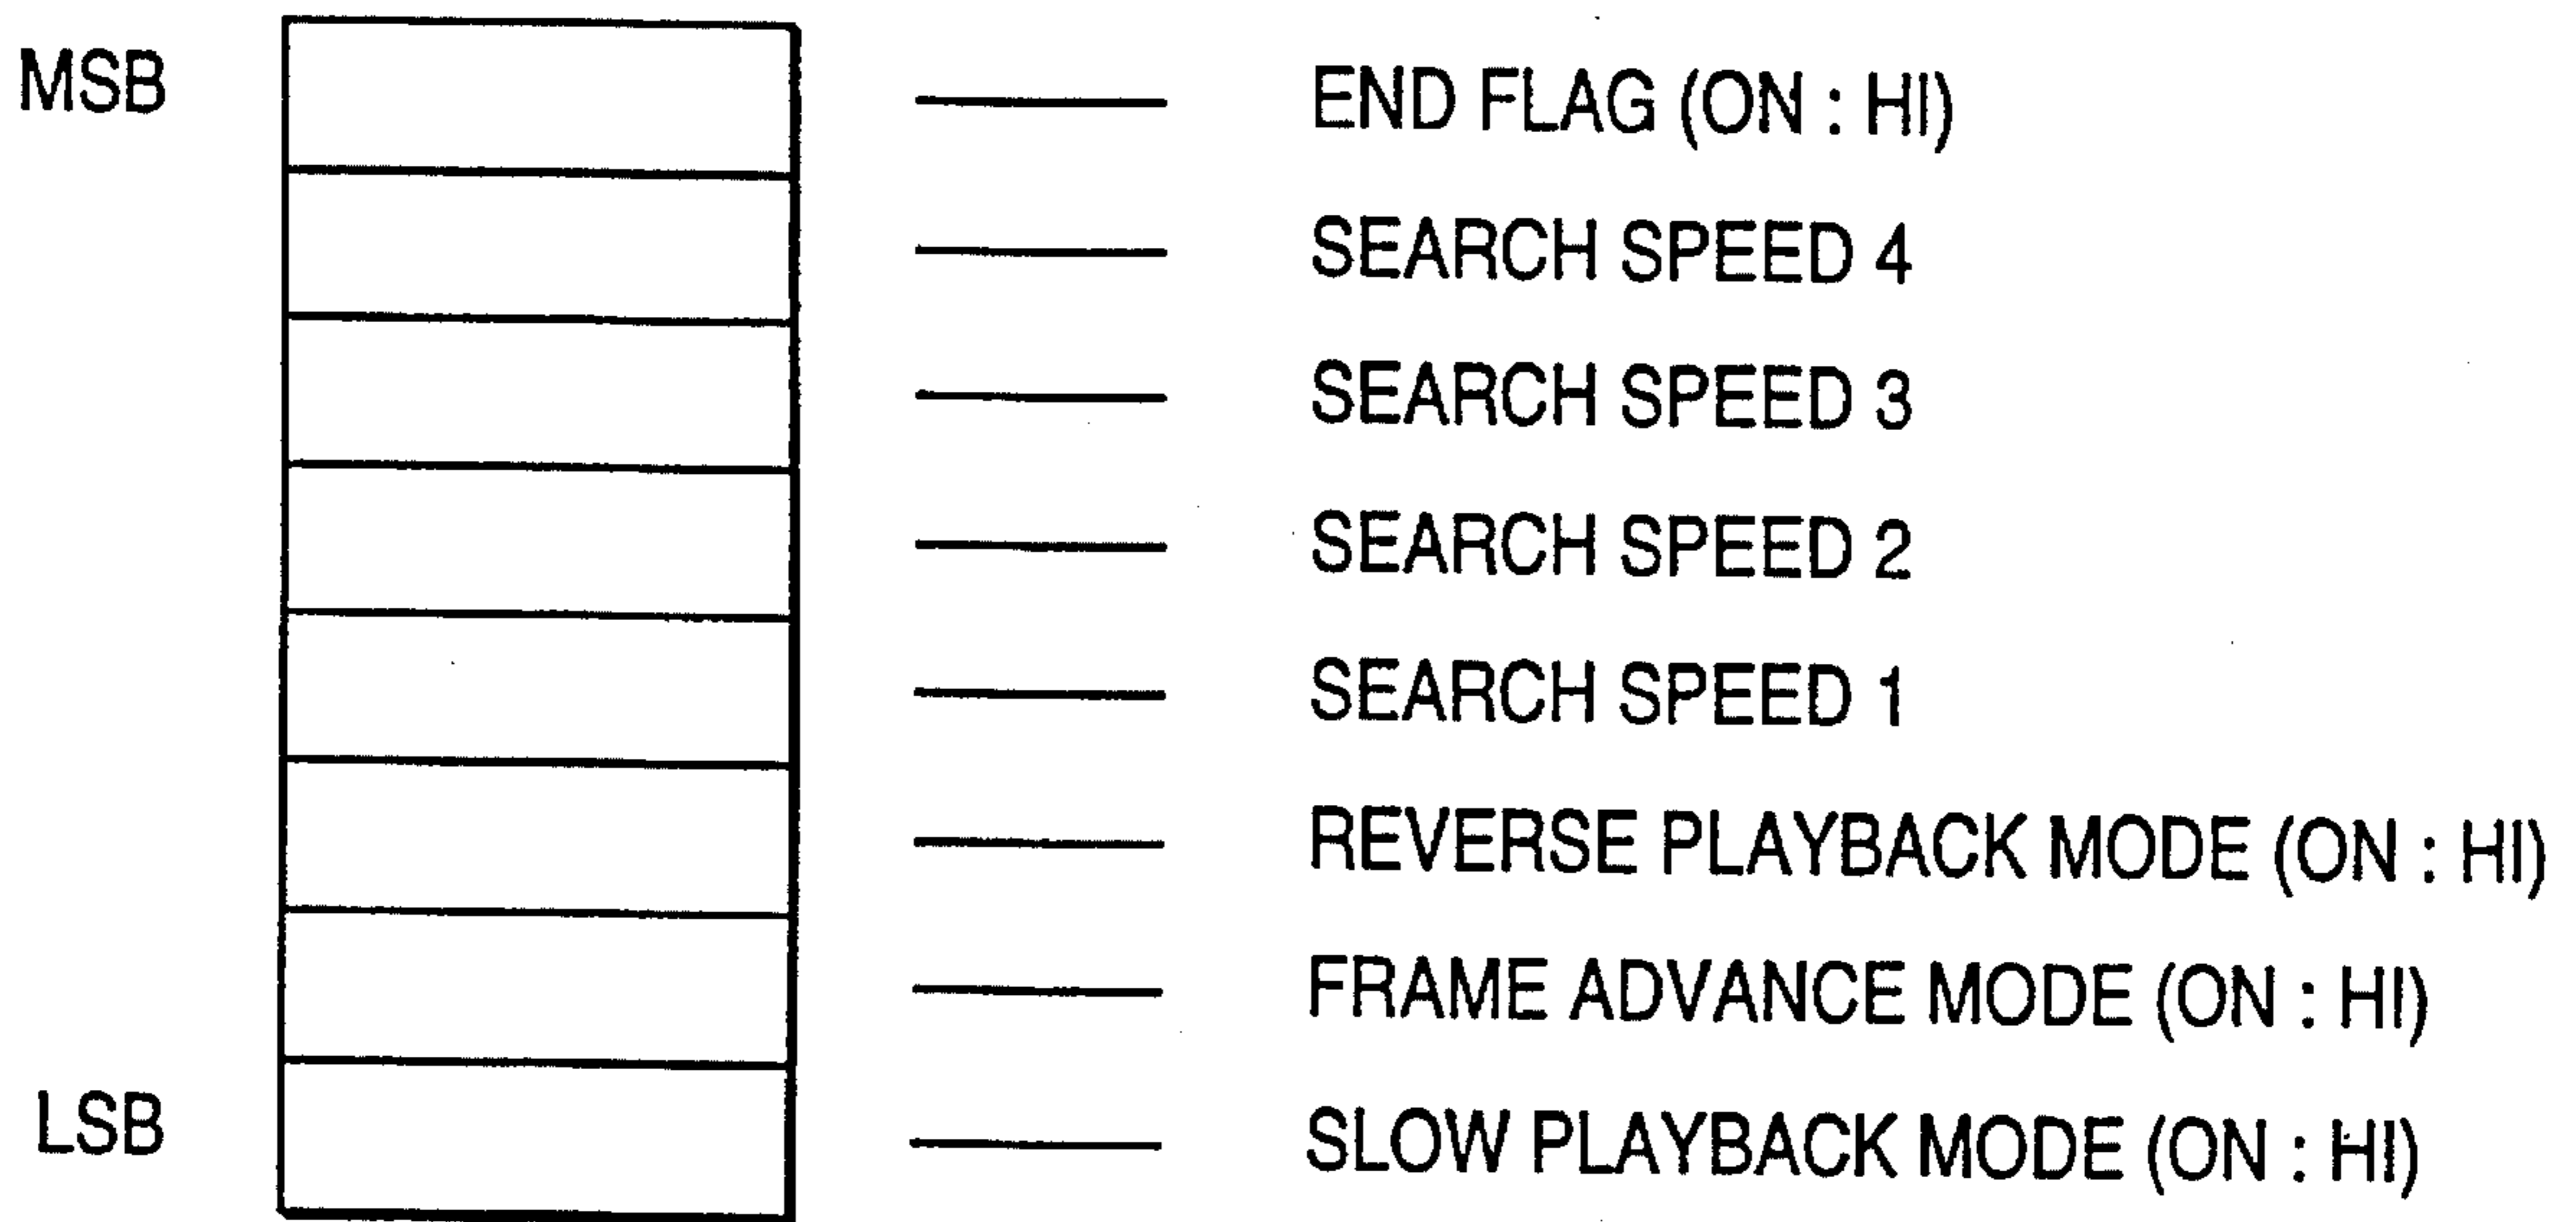 MSB
END FLAG (ON : HI)
SEARCH SPEED 4
SEARCH SPEED 3
SEARCH SPEED 2
SEARCH SPEED 1
REVERSE PLAYBACK MODE (ON : HI)
FRAME ADVANCE MODE (ON : HI)
LSB
SLOW PLAYBACK MODE (ON : HI)